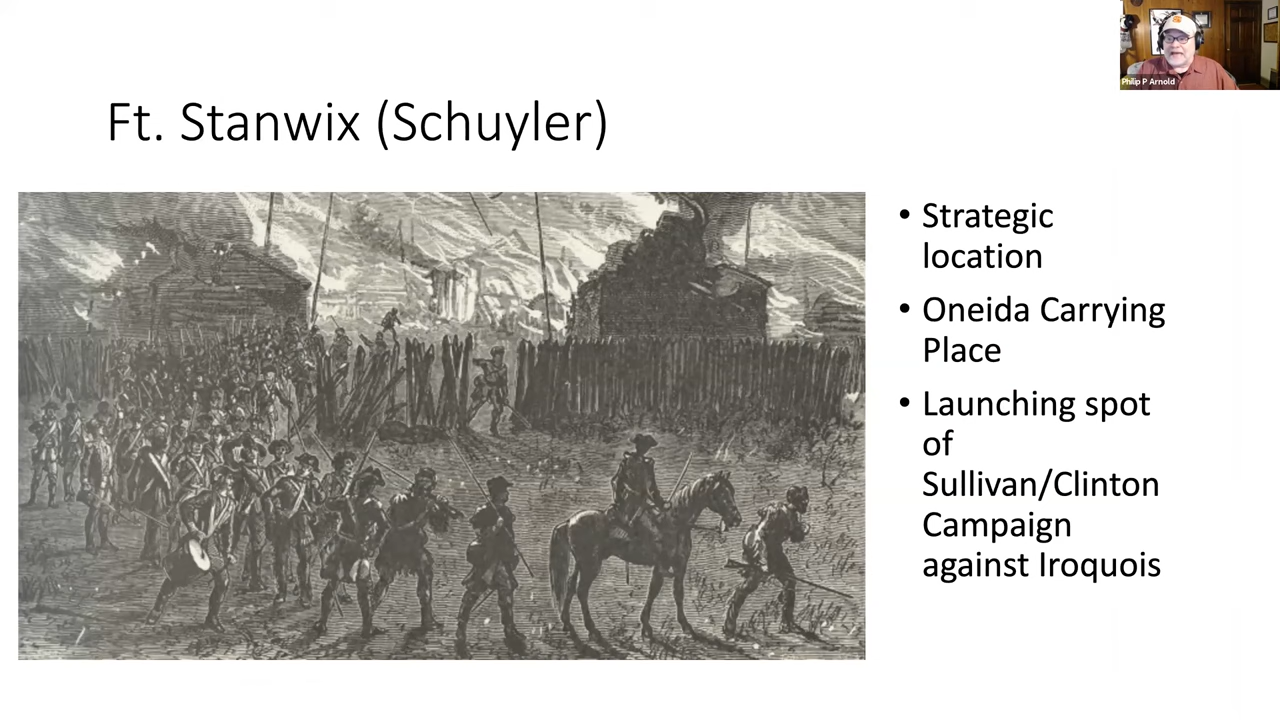 Philip P Arnold
Ft. Stanwix (Schuyler)
• Strategic
location
• Oneida Carrying
Place
• Launching spot
of
Sullivan/Clinton
Campaign
against Iroquois